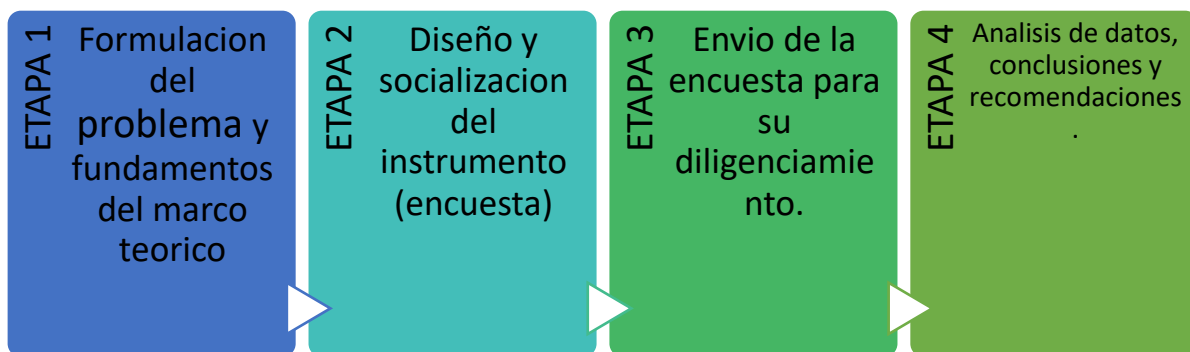 ETAPA 1
Formulacion
del
problema y
fundamentos
del marco
teorico
ETAPA 2
Diseño y
socializacion
del
instrumento
(encuesta)
ETAPA 3
Envio de la
encuesta para
su
diligenciamie
nto.
ETAPA 4
Analisis de datos,
conclusiones y
recomendaciones
.